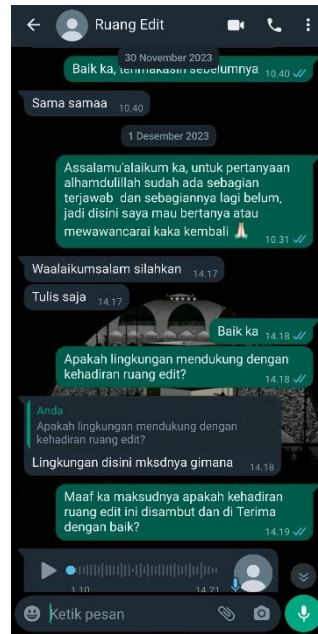 Ruang Edit
30 November 2023
Baik ka, terimakasih sebelumnya 10.40
Sama samaa 10.40
1 Desember 2023
Assalamu'alaikum ka, untuk pertanyaan
alhamdulillah sudah ada sebagian
terjawab dan sebagiannya lagi belum,
jadi disini saya mau bertanya atau
mewawancarai kaka kembali 🙏🏻
10.31
Waalaikumsalam silahkan 14.17
Tulis saja 14.17
Baik ka 14.18
Apakah lingkungan mendukung dengan
kehadiran ruang edit?
14.18
Anda
Apakah lingkungan mendukung dengan
kehadiran ruang edit?
Lingkungan disini mksdnya gimana 14.18
Maaf ka maksudnya apakah kehadiran
ruang edit ini disambut dan di Terima
dengan baik?
14.19
1.10 14.21
Ketik pesan